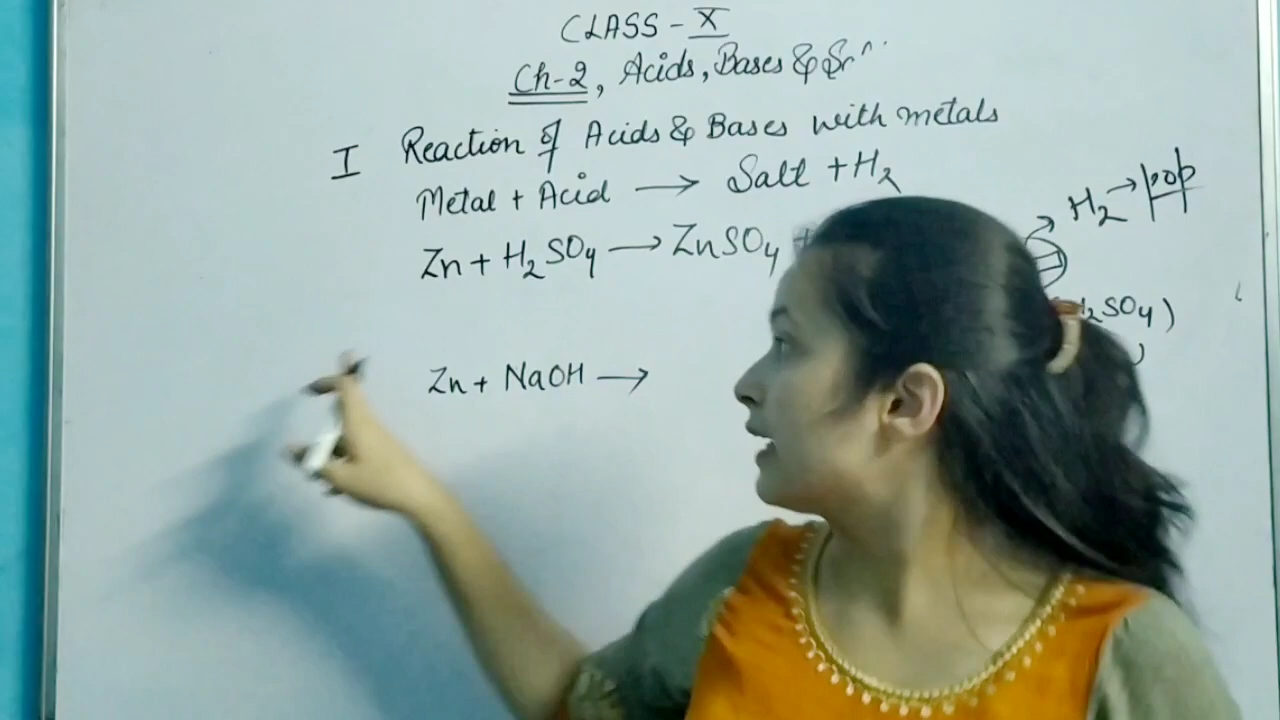 CLASS - X
Ch-2, Acids, Bases &
I Reaction of Acids & Bases with metals
Metal + Acid → Salt + H₂
Zn + H₂SO₄ → ZnSO₄ +
H₂ → pop
₂SO₄)
Zn + NaOH →